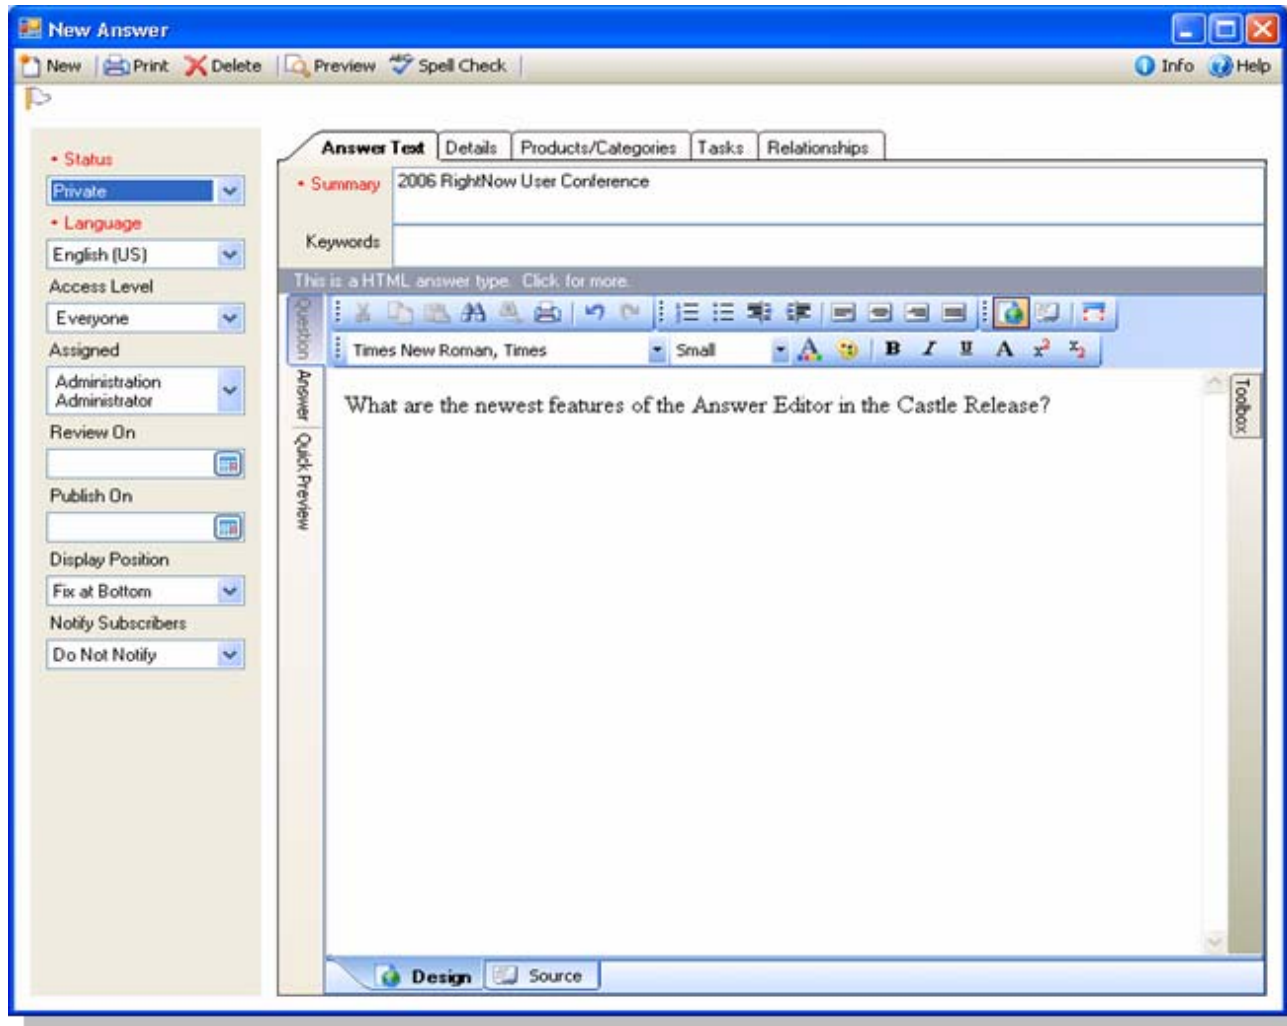 New Answer
New Print Delete Preview Spell Check Info Help
• Status
Private
• Language
English (US)
Access Level
Everyone
Assigned
Administration
Administrator
Review On
Publish On
Display Position
Fix at Bottom
Notify Subscribers
Do Not Notify
Answer Text Details Products/Categories Tasks Relationships
• Summary 2006 RightNow User Conference
Keywords
This is a HTML answer type. Click for more.
Question
Answer
Quick Preview
Times New Roman, Times Small A B I U A x² x₂
What are the newest features of the Answer Editor in the Castle Release?
Toolbox
Design Source